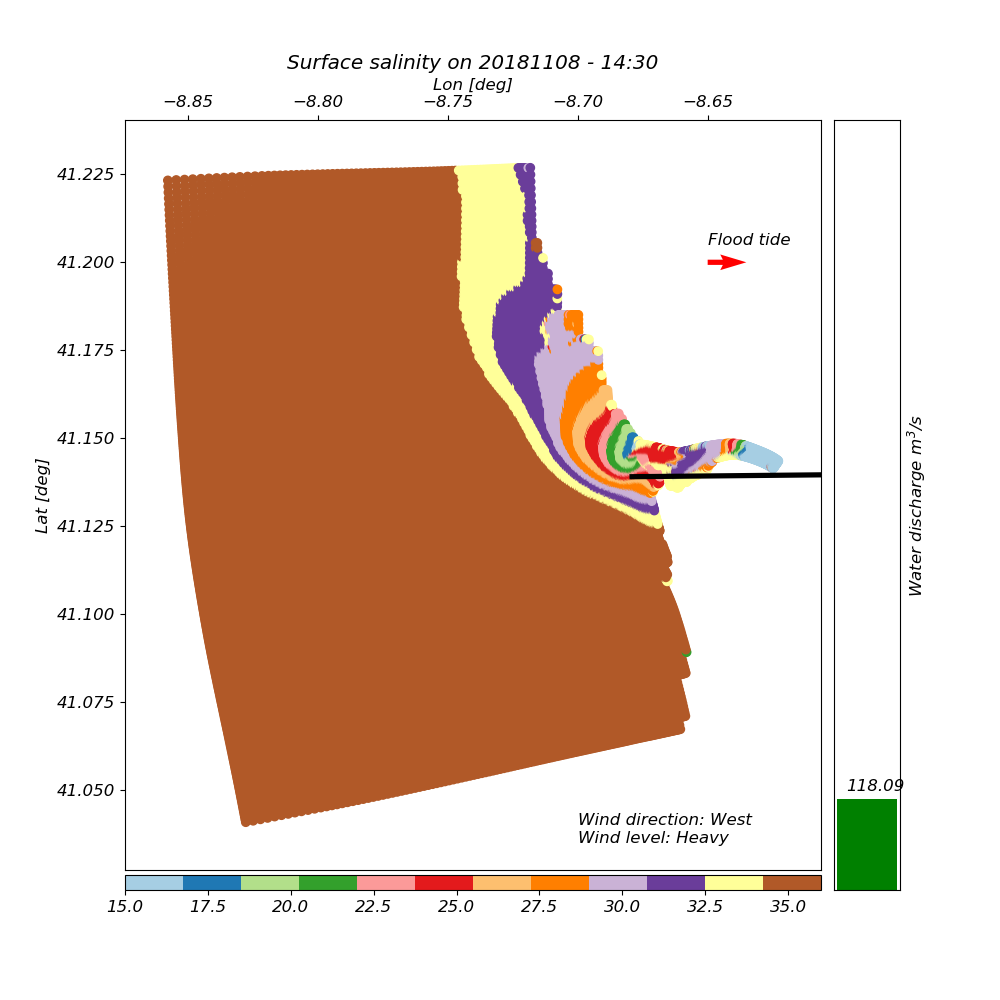 Surface salinity on 20181108 - 14:30
Lon [deg]
−8.85 −8.80 −8.75 −8.70 −8.65
41.225
41.200
41.175
41.150
41.125
41.100
41.075
41.050
Lat [deg]
Flood tide
Wind direction: West
Wind level: Heavy
118.09
Water discharge m³/s
15.0 17.5 20.0 22.5 25.0 27.5 30.0 32.5 35.0